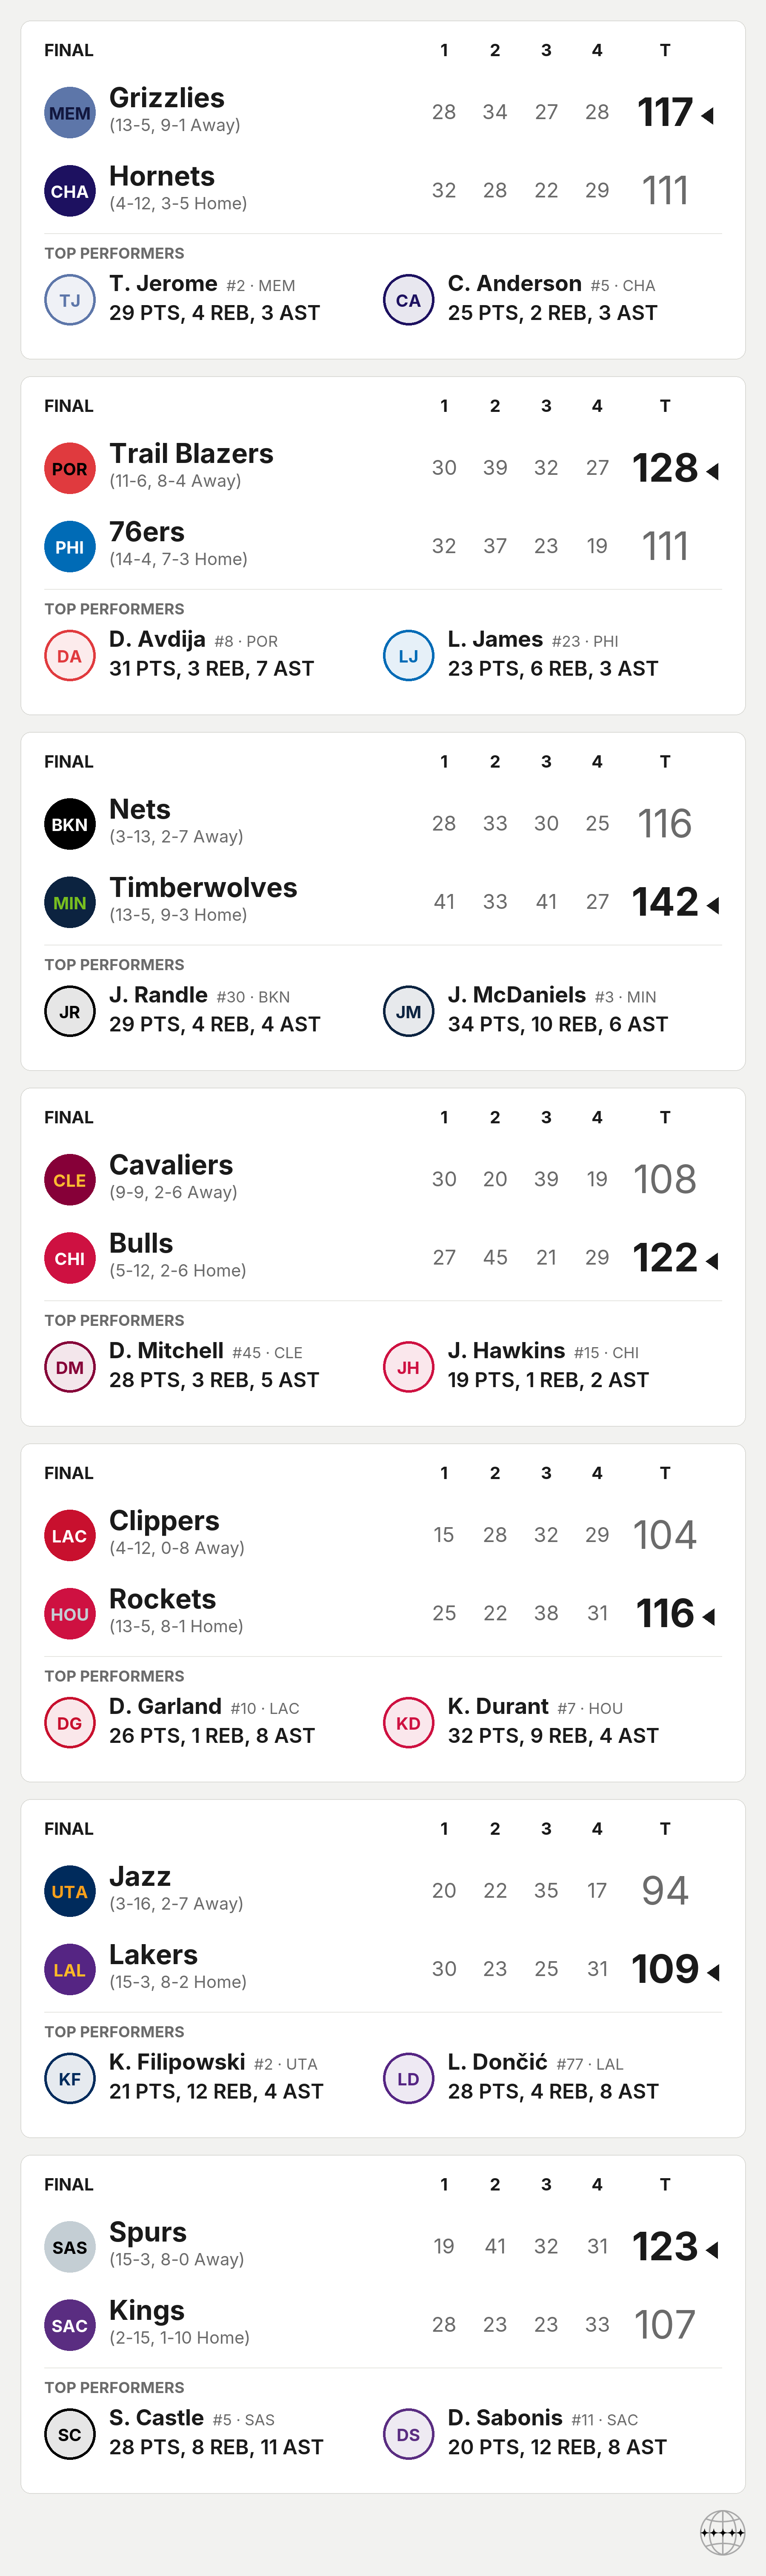 FINAL 1 2 3 4 T
MEM Grizzlies 28 34 27 28 117
(13-5, 9-1 Away)
CHA Hornets 32 28 22 29 111
(4-12, 3-5 Home)
TOP PERFORMERS
TJ T. Jerome #2 · MEM
29 PTS, 4 REB, 3 AST
CA C. Anderson #5 · CHA
25 PTS, 2 REB, 3 AST
FINAL 1 2 3 4 T
POR Trail Blazers 30 39 32 27 128
(11-6, 8-4 Away)
PHI 76ers 32 37 23 19 111
(14-4, 7-3 Home)
TOP PERFORMERS
DA D. Avdija #8 · POR
31 PTS, 3 REB, 7 AST
LJ L. James #23 · PHI
23 PTS, 6 REB, 3 AST
FINAL 1 2 3 4 T
BKN Nets 28 33 30 25 116
(3-13, 2-7 Away)
MIN Timberwolves 41 33 41 27 142
(13-5, 9-3 Home)
TOP PERFORMERS
JR J. Randle #30 · BKN
29 PTS, 4 REB, 4 AST
JM J. McDaniels #3 · MIN
34 PTS, 10 REB, 6 AST
FINAL 1 2 3 4 T
CLE Cavaliers 30 20 39 19 108
(9-9, 2-6 Away)
CHI Bulls 27 45 21 29 122
(5-12, 2-6 Home)
TOP PERFORMERS
DM D. Mitchell #45 · CLE
28 PTS, 3 REB, 5 AST
JH J. Hawkins #15 · CHI
19 PTS, 1 REB, 2 AST
FINAL 1 2 3 4 T
LAC Clippers 15 28 32 29 104
(4-12, 0-8 Away)
HOU Rockets 25 22 38 31 116
(13-5, 8-1 Home)
TOP PERFORMERS
DG D. Garland #10 · LAC
26 PTS, 1 REB, 8 AST
KD K. Durant #7 · HOU
32 PTS, 9 REB, 4 AST
FINAL 1 2 3 4 T
UTA Jazz 20 22 35 17 94
(3-16, 2-7 Away)
LAL Lakers 30 23 25 31 109
(15-3, 8-2 Home)
TOP PERFORMERS
KF K. Filipowski #2 · UTA
21 PTS, 12 REB, 4 AST
LD L. Dončić #77 · LAL
28 PTS, 4 REB, 8 AST
FINAL 1 2 3 4 T
SAS Spurs 19 41 32 31 123
(15-3, 8-0 Away)
SAC Kings 28 23 23 33 107
(2-15, 1-10 Home)
TOP PERFORMERS
SC S. Castle #5 · SAS
28 PTS, 8 REB, 11 AST
DS D. Sabonis #11 · SAC
20 PTS, 12 REB, 8 AST